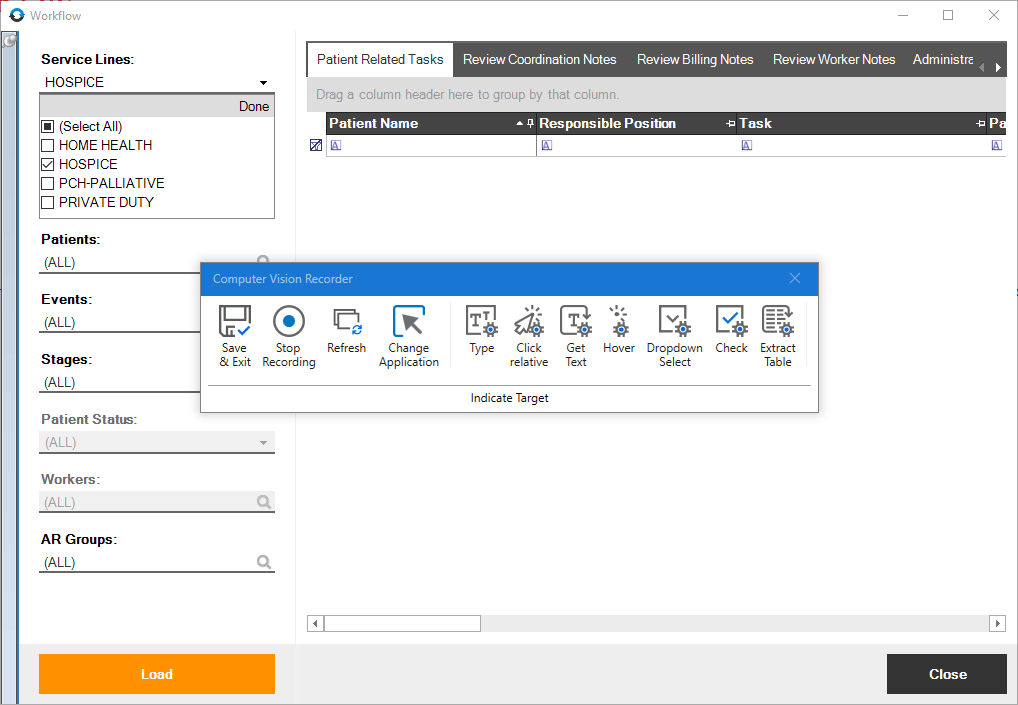 Workflow
Service Lines:
HOSPICE
Done
(Select All)
HOME HEALTH
HOSPICE
PCH-PALLIATIVE
PRIVATE DUTY
Patients:
(ALL)
Events:
(ALL)
Stages:
(ALL)
Patient Status:
(ALL)
Workers:
(ALL)
AR Groups:
(ALL)
Load
Patient Related Tasks Review Coordination Notes Review Billing Notes Review Worker Notes Administra
Drag a column header here to group by that column.
Patient Name Responsible Position Task Pa
A A A A
Computer Vision Recorder
Save Stop Refresh Change Type Click Get Hover Dropdown Check Extract
& Exit Recording Application relative Text Select Table
Indicate Target
Close